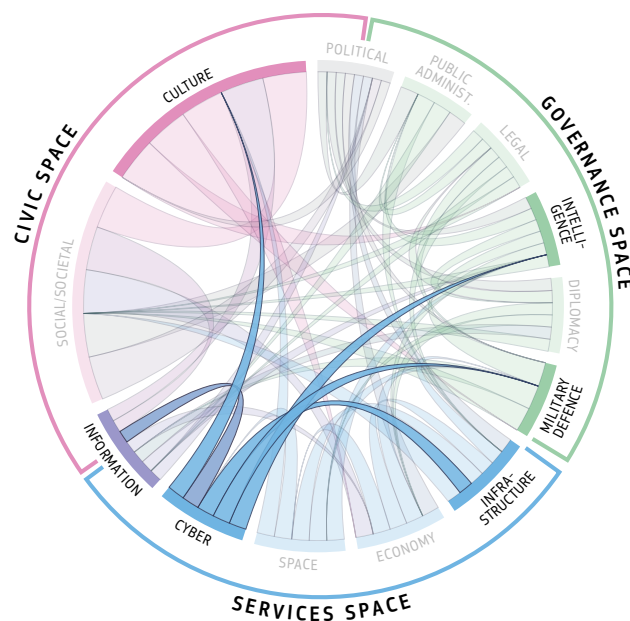 POLITICAL
PUBLIC
ADMINIST.
LEGAL
GOVERNANCE SPACE
INTELLI-
GENCE
DIPLOMACY
MILITARY
DEFENCE
INFRA-
STRUCTURE
ECONOMY
SPACE
SERVICES SPACE
CYBER
INFORMATION
SOCIAL/SOCIETAL
CIVIC SPACE
CULTURE